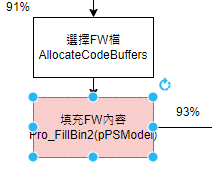 91%
選擇FW檔
AllocateCodeBuffers
填充FW內容
Pro_FillBin2(pPSModel)
93%